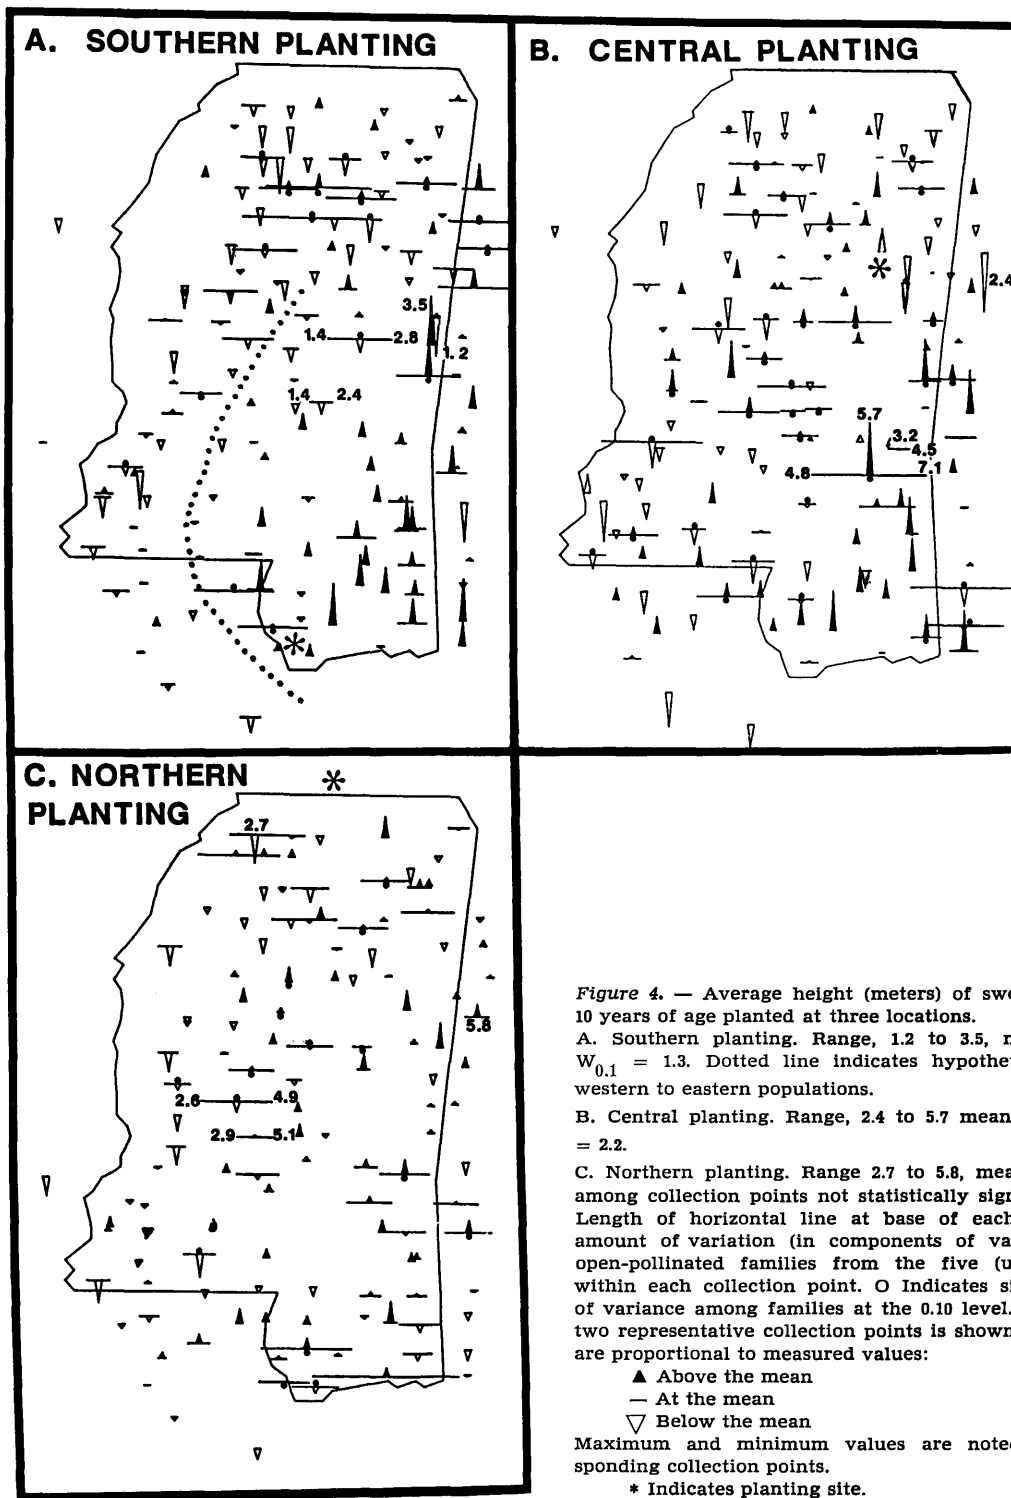 A. SOUTHERN PLANTING
3.5
1.4 2.8
1.2
1.4 2.4
B. CENTRAL PLANTING
2.4
5.7
3.2
4.5
4.8 7.1
C. NORTHERN
PLANTING
2.7
5.8
2.6 4.9
2.9 5.1
Figure 4. — Average height (meters) of
10 years of age planted at three locations.
A. Southern planting. Range, 1.2 to 3.5,
W0.1 = 1.3. Dotted line indicates
western to eastern populations.
B. Central planting. Range, 2.4 to 5.7 mean
= 2.2.
C. Northern planting. Range 2.7 to 5.8,
among collection points not statistically
Length of horizontal line at base of each
amount of variation (in components of
open-pollinated families from the five
within each collection point. O Indicates
of variance among families at the 0.10 level.
two representative collection points is shown
are proportional to measured values:
▲ Above the mean
— At the mean
▽ Below the mean
Maximum and minimum values are
sponding collection points.
* Indicates planting site.